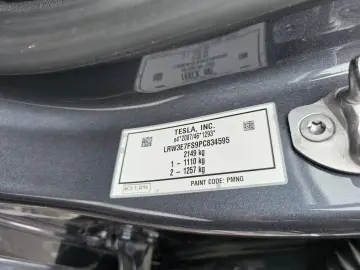 TESLA, INC.
e4*2007/46*1293*
LRW3E7FS9PC834595
2149 kg
1 - 1110 kg
2 - 1257 kg
PAINT CODE: PMNG